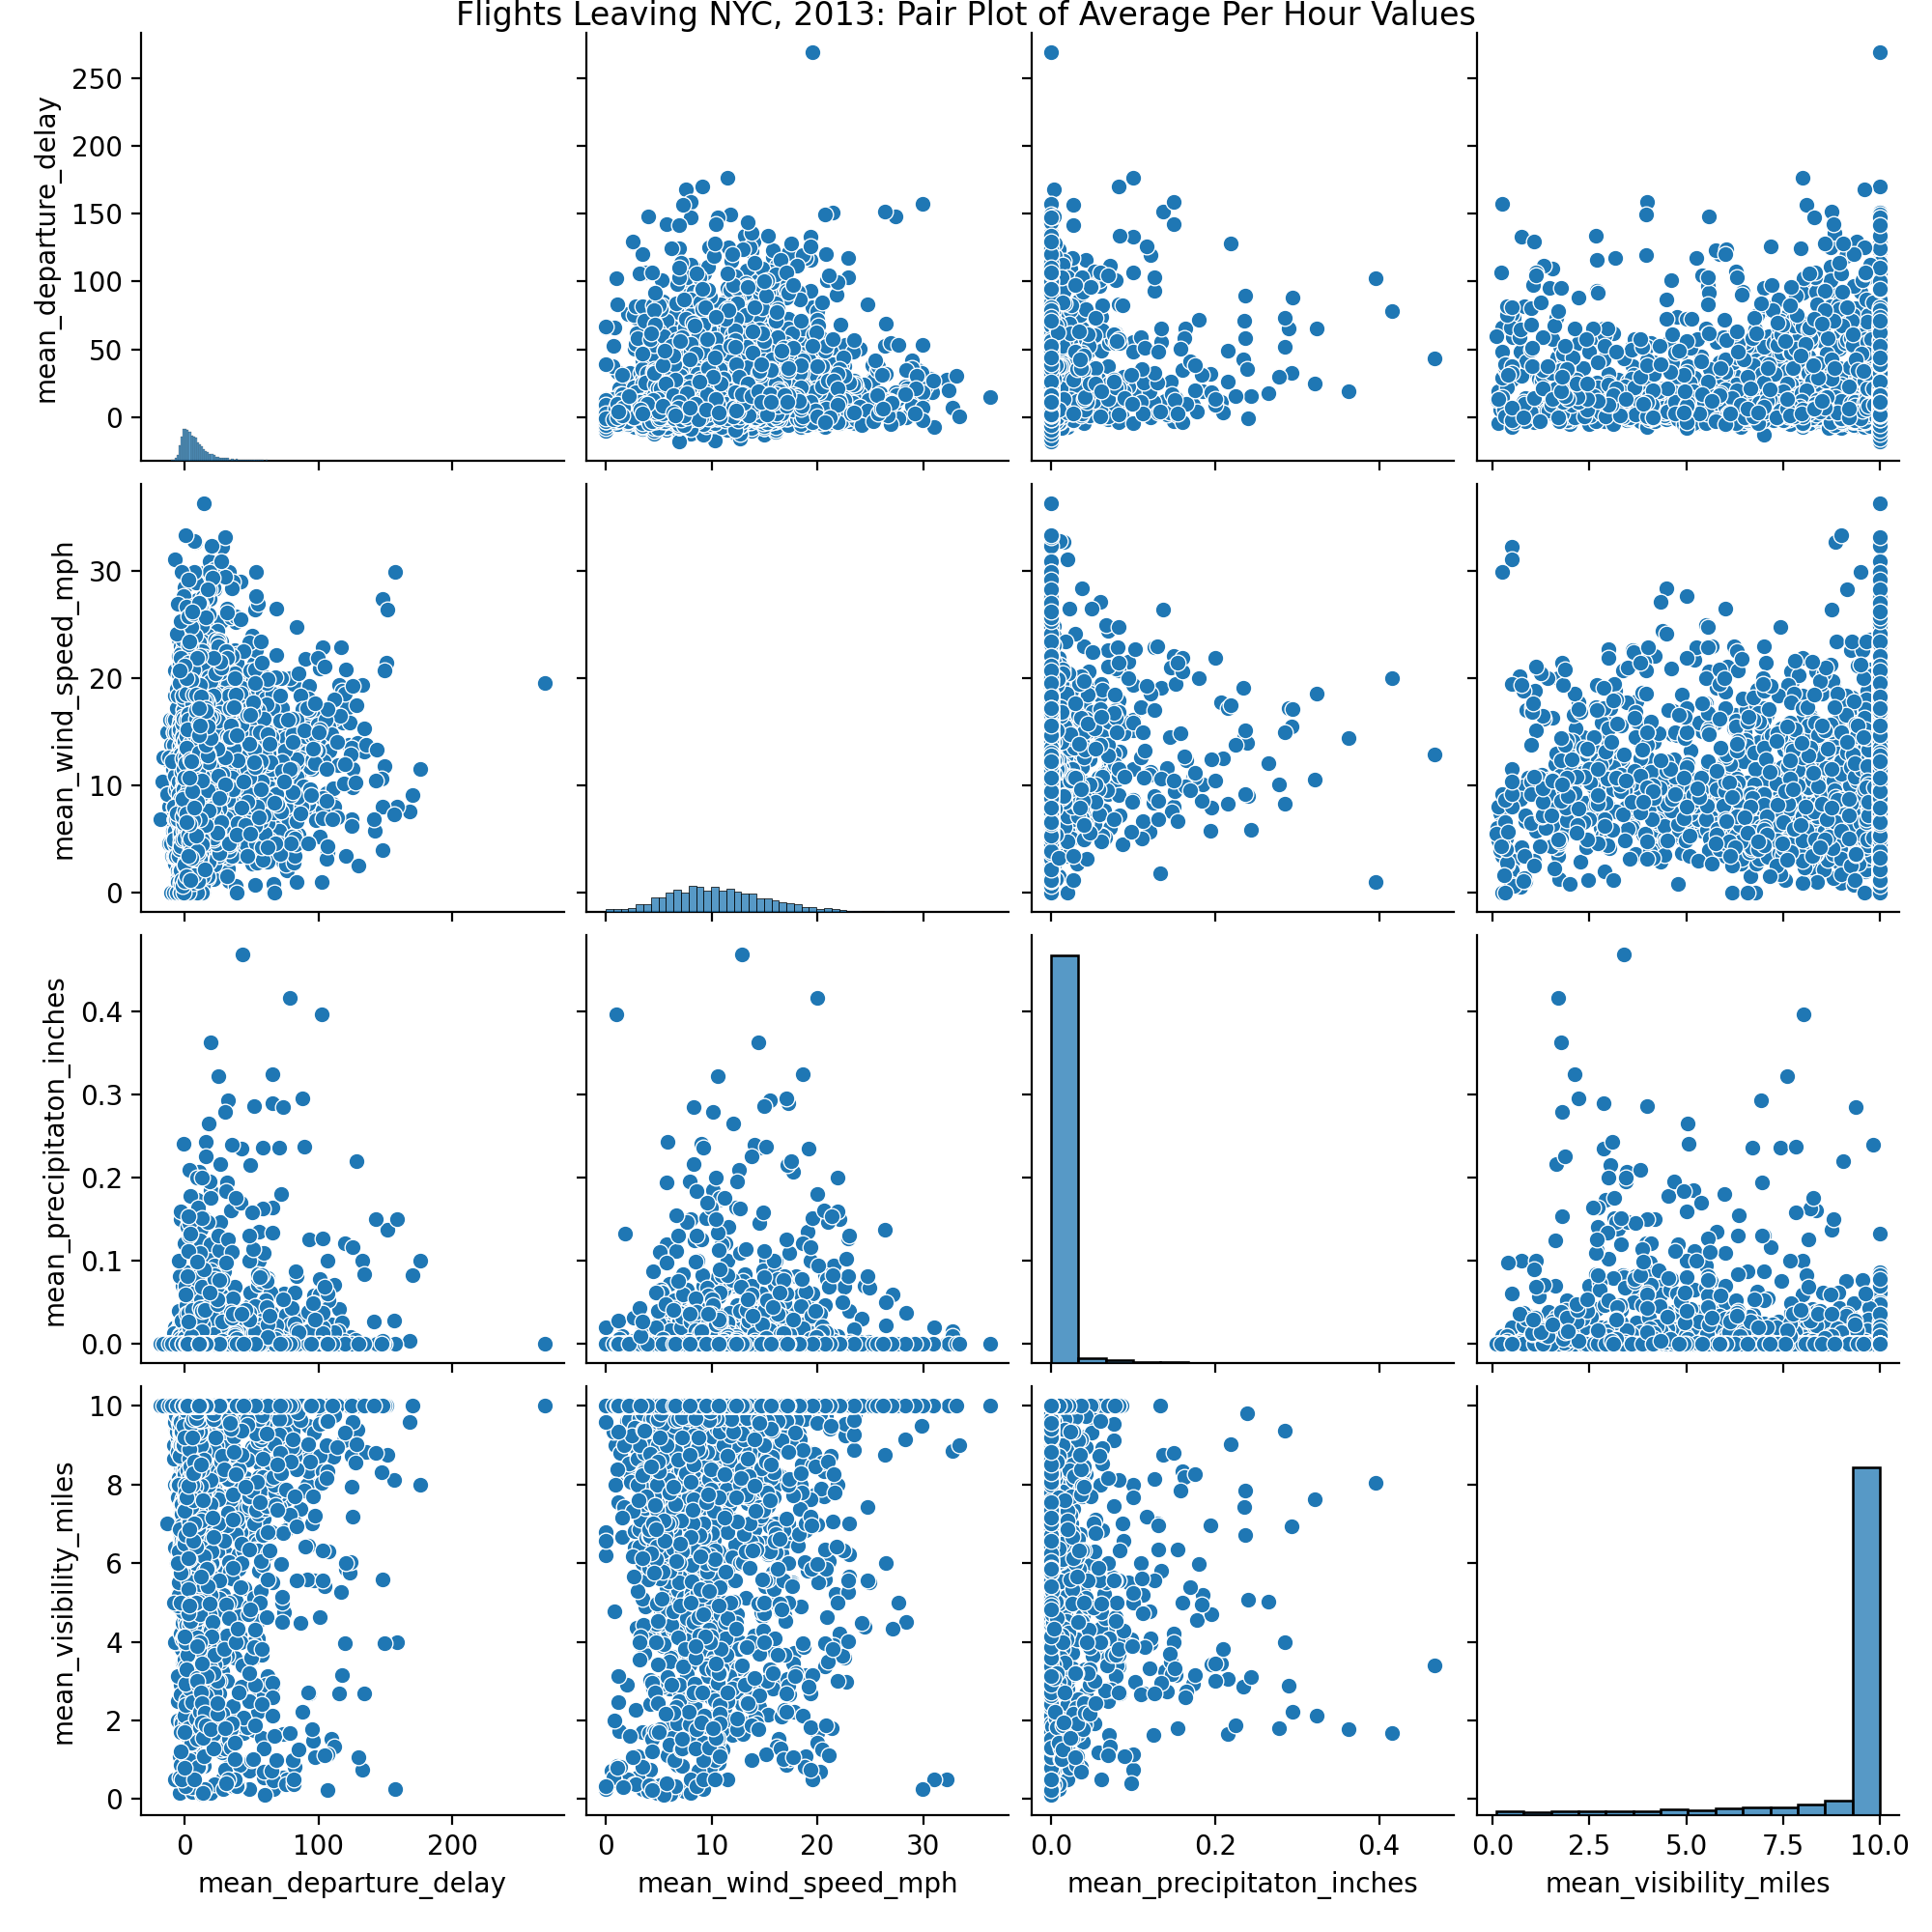 Flights Leaving NYC, 2013: Pair Plot of Average Per Hour Values
250
200
150
100
50
0
mean_departure_delay
30
20
10
0
mean_wind_speed_mph
0.4
0.3
0.2
0.1
0.0
mean_precipitaton_inches
10
8
6
4
2
0
mean_visibility_miles
0 100 200
mean_departure_delay
0 10 20 30
mean_wind_speed_mph
0.0 0.2 0.4
mean_precipitaton_inches
0.0 2.5 5.0 7.5 10.0
mean_visibility_miles